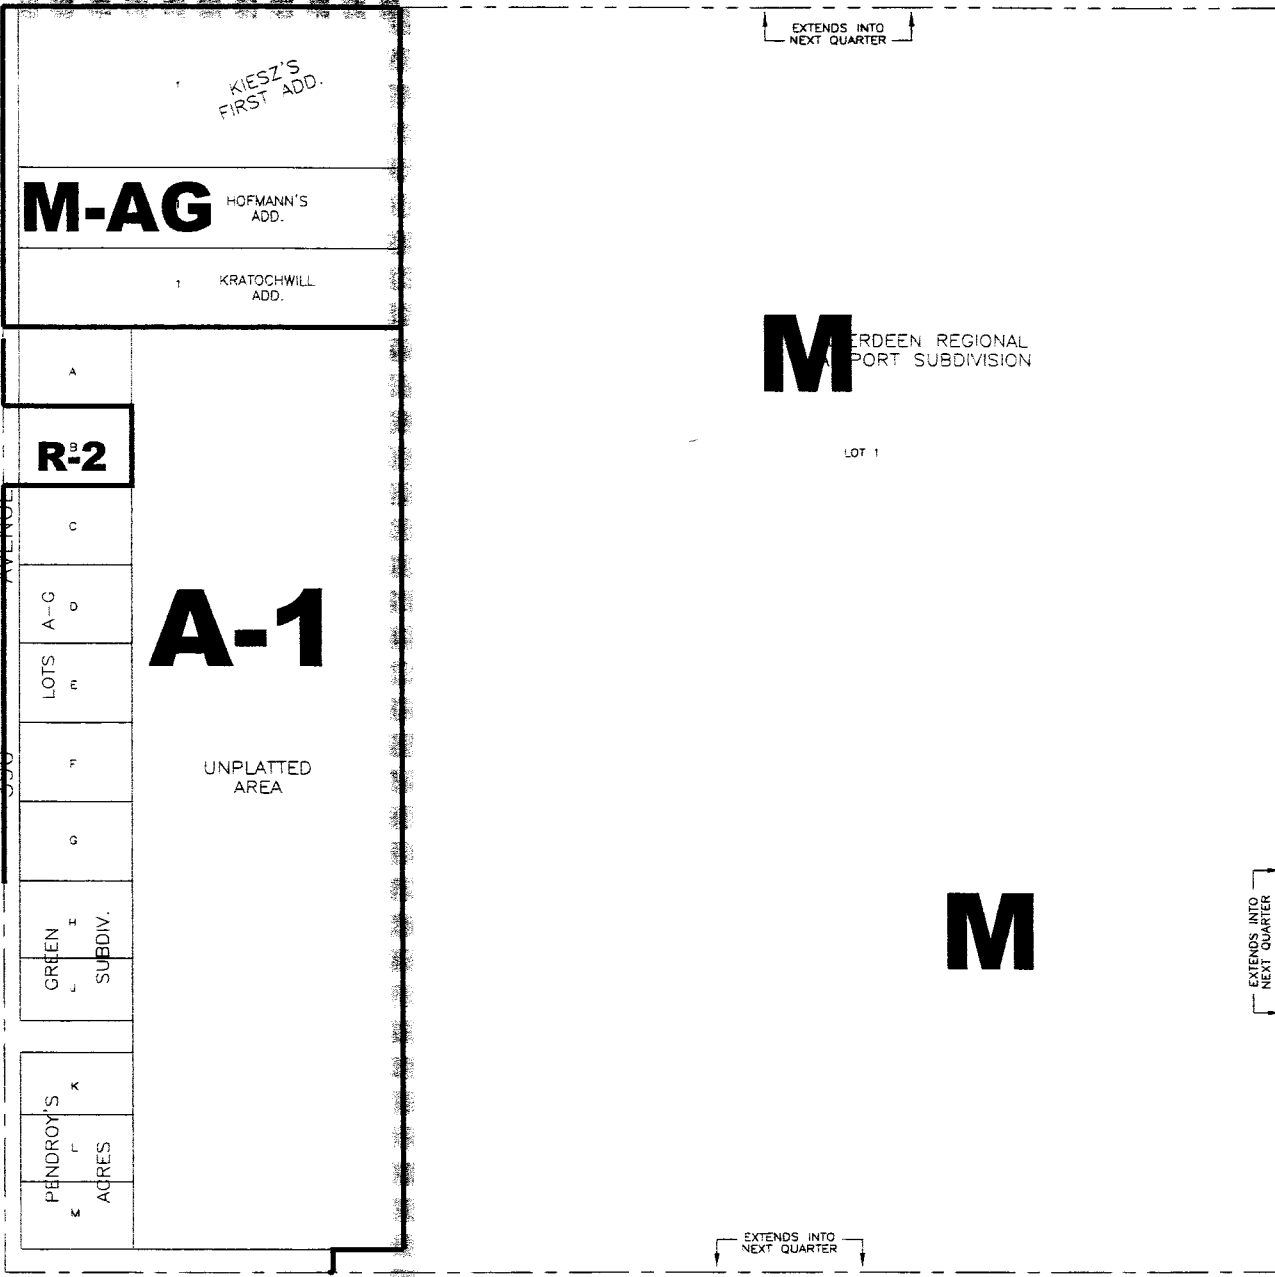 EXTENDS INTO
NEXT QUARTER
1
KIESZ'S
FIRST ADD.
M-AG
HOFMANN'S
ADD.
1
KRATOCHWILL
ADD.
A
M
ERDEEN REGIONAL
PORT SUBDIVISION
LOT 1
B
R-2
AVENUE
C
LOTS A-G
D
E
A-1
F
UNPLATTED
AREA
G
H
GREEN
SUBDIV.
J
M
EXTENDS INTO
NEXT QUARTER
K
PENDROY'S
ACRES
L
M
EXTENDS INTO
NEXT QUARTER